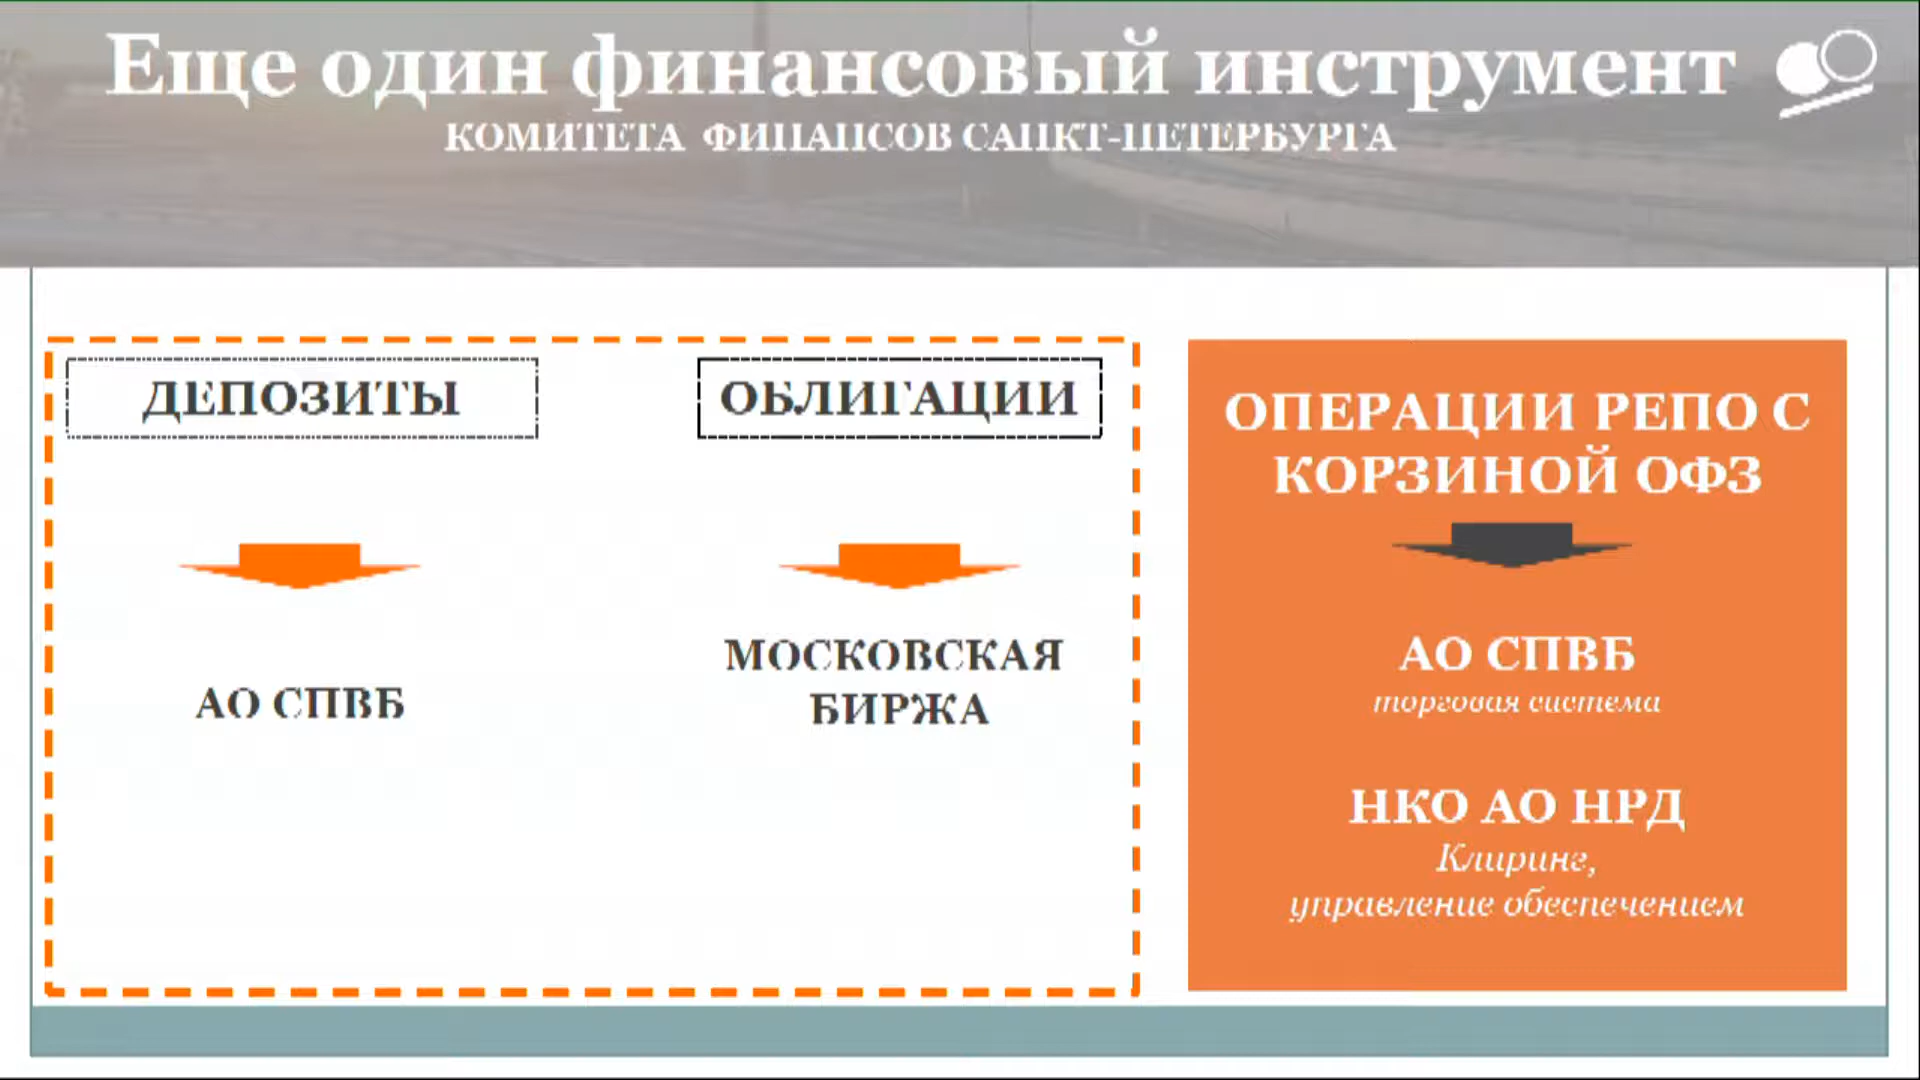 Еще один финансовый инструмент
КОМИТЕТА ФИНАНСОВ САНКТ-ПЕТЕРБУРГА
ДЕПОЗИТЫ
АО СПВБ
ОБЛИГАЦИИ
МОСКОВСКАЯ
БИРЖА
ОПЕРАЦИИ РЕПО С
КОРЗИНОЙ ОФЗ
АО СПВБ
торговая система
НКО АО НРД
Клиринг,
управление обеспечением